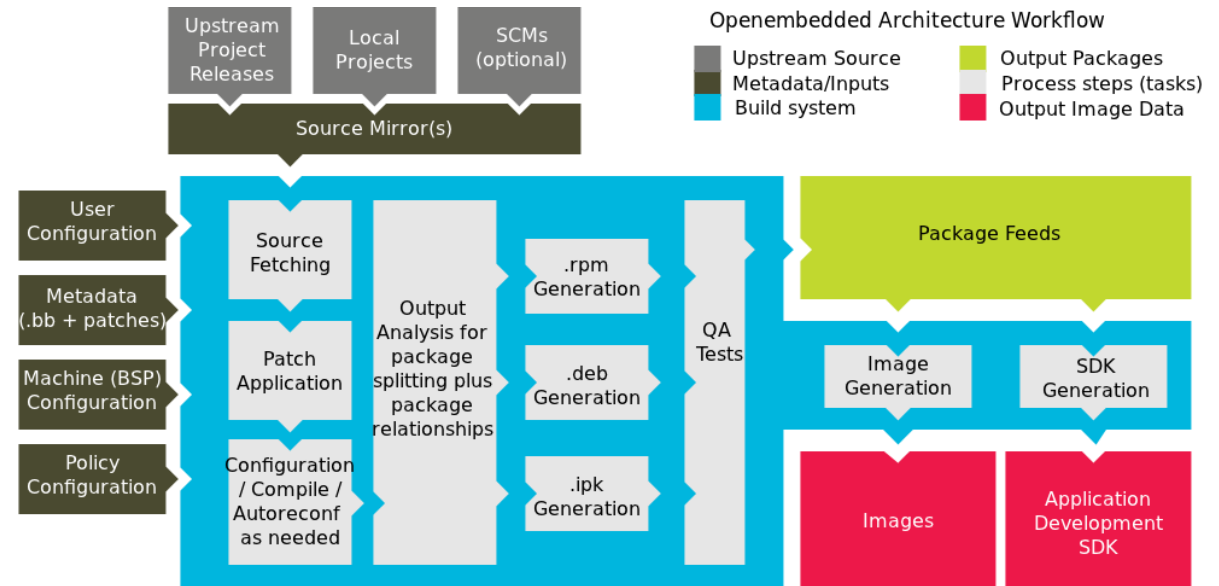 Upstream
Project
Releases
Local
Projects
SCMs
(optional)
Openembedded Architecture Workflow
Upstream Source
Metadata/Inputs
Build system
Output Packages
Process steps (tasks)
Output Image Data
Source Mirror(s)
User
Configuration
Metadata
(.bb + patches)
Machine (BSP)
Configuration
Policy
Configuration
Source
Fetching
Patch
Application
Configuration
/ Compile /
Autoreconf
as needed
Output
Analysis for
package
splitting plus
package
relationships
.rpm
Generation
.deb
Generation
.ipk
Generation
QA
Tests
Package Feeds
Image
Generation
SDK
Generation
Images
Application
Development
SDK